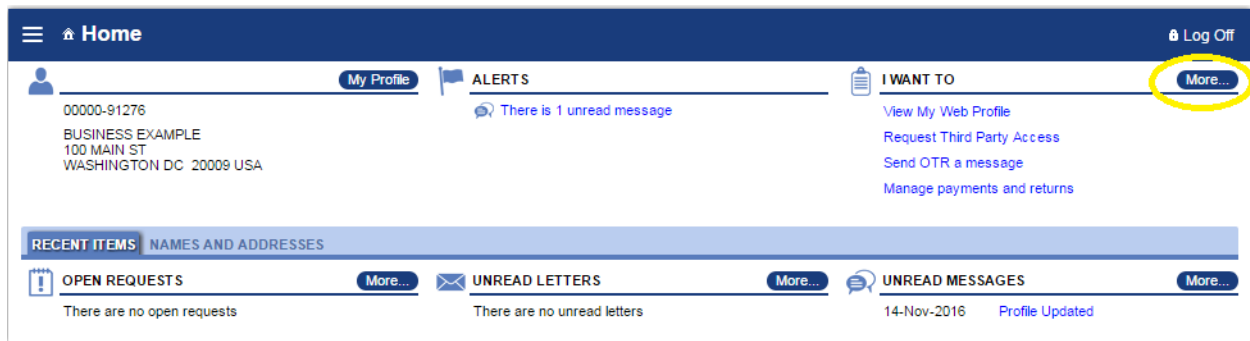 Home
Log Off
My Profile
ALERTS
I WANT TO
More...
00000-91276
BUSINESS EXAMPLE
100 MAIN ST
WASHINGTON DC 20009 USA
There is 1 unread message
View My Web Profile
Request Third Party Access
Send OTR a message
Manage payments and returns
RECENT ITEMS
NAMES AND ADDRESSES
OPEN REQUESTS
More...
UNREAD LETTERS
More...
UNREAD MESSAGES
More...
There are no open requests
There are no unread letters
14-Nov-2016 Profile Updated